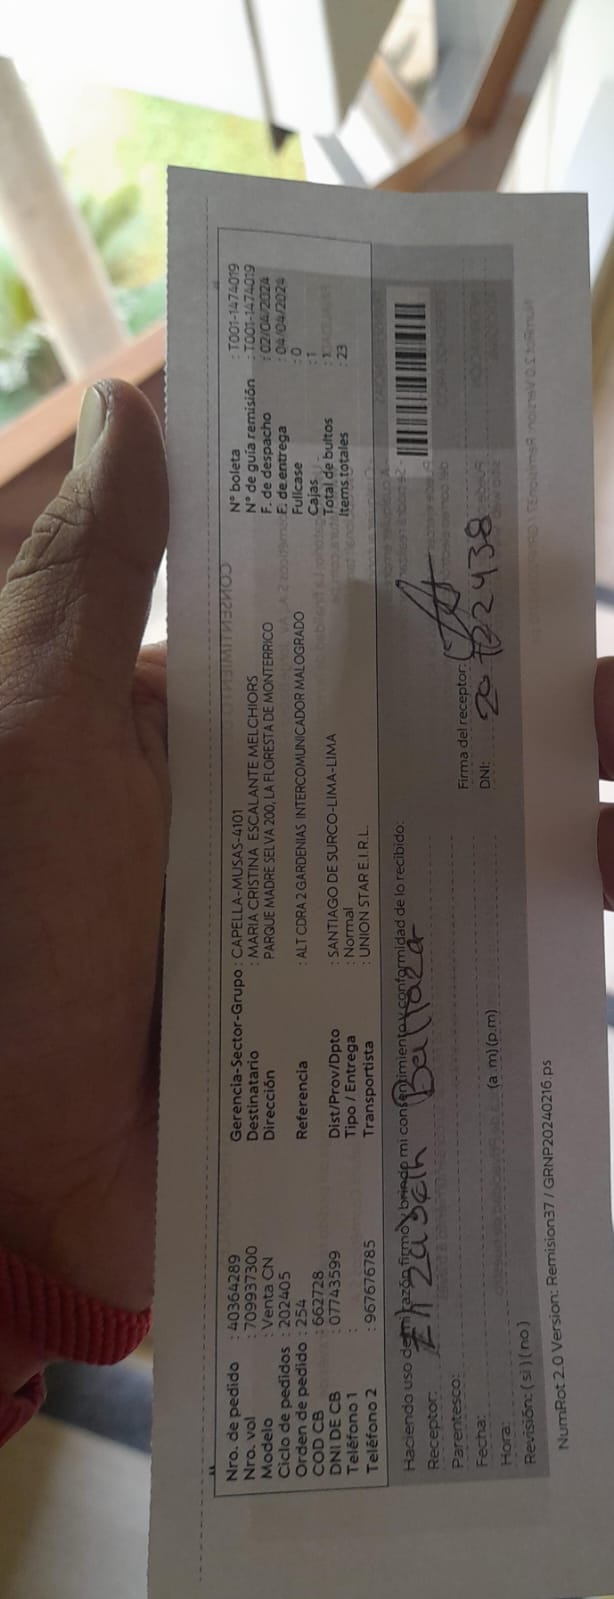 Nro. de pedido : 40364289
Nro. vol : 709937300
Modelo : Venta CN
Ciclo de pedidos : 202405
Orden de pedido : 254
COD CB : 662728
DNI DE CB : 07743599
Teléfono 1 :
Teléfono 2 : 967676785
Gerencia-Sector-Grupo : CAPELLA-MUSAS-4101
Destinatario : MARIA CRISTINA ESCALANTE MELCHIORS
Dirección PARQUE MADRE SELVA 200, LA FLORESTA DE MONTERRICO
Referencia : ALT CDRA 2 GARDENIAS INTERCOMUNICADOR MALOGRADO
Dist/Prov/Dpto : SANTIAGO DE SURCO-LIMA-LIMA
Tipo / Entrega : Normal
Transportista : UNION STAR E.I.R.L.
N° boleta : T001-1474019
N° de guía remisión : T001-1474019
F. de despacho : 02/04/2024
F. de entrega : 04/04/2024
Fullcase : 0
Cajas : 1
Total de bultos : 1
Items totales : 23
Haciendo uso de mi razón firmo y brindo mi consentimiento y conformidad de lo recibido:
Receptor: Elizabeth Baltazar
Parentesco:
Fecha:
Hora: (a.m)(p.m)
Revisión: ( si ) ( no )
Firma del receptor:
DNI:
NumRot 2.0 Version: Remision37 / GRNP20240216.ps